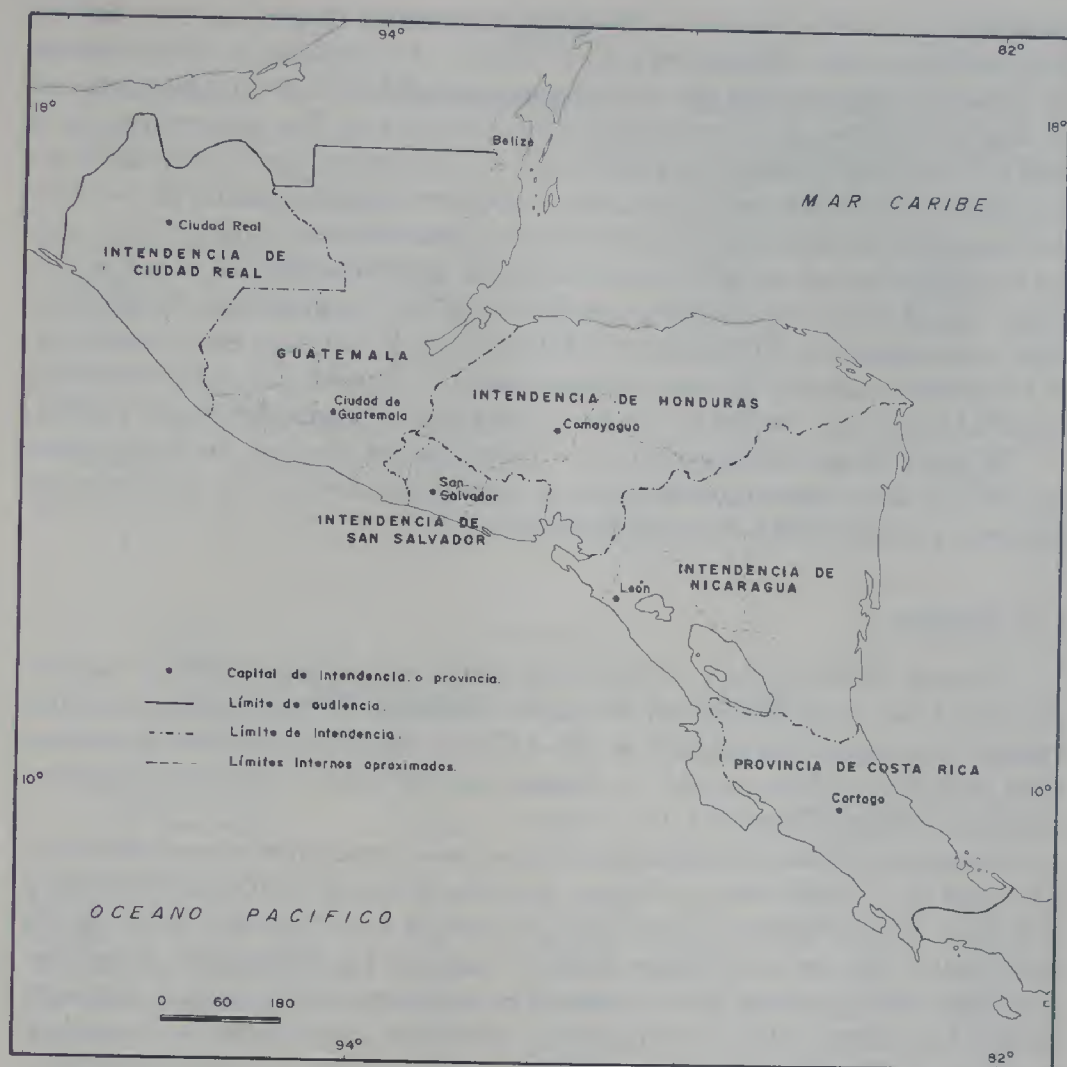 94°
82°
18°
18°
Belize
MAR CARIBE
Ciudad Real
INTENDENCIA DE
CIUDAD REAL
GUATEMALA
Ciudad de
Guatemala
INTENDENCIA DE HONDURAS
Comayagua
San
Salvador
INTENDENCIA DE
SAN SALVADOR
INTENDENCIA DE
NICARAGUA
León
Capital de Intendencia o provincia.
Límite de audiencia.
Límite de Intendencia.
Límites Internos aproximados.
10°
10°
PROVINCIA DE COSTA RICA
Cartago
OCEANO PACIFICO
0 60 180
94°
82°